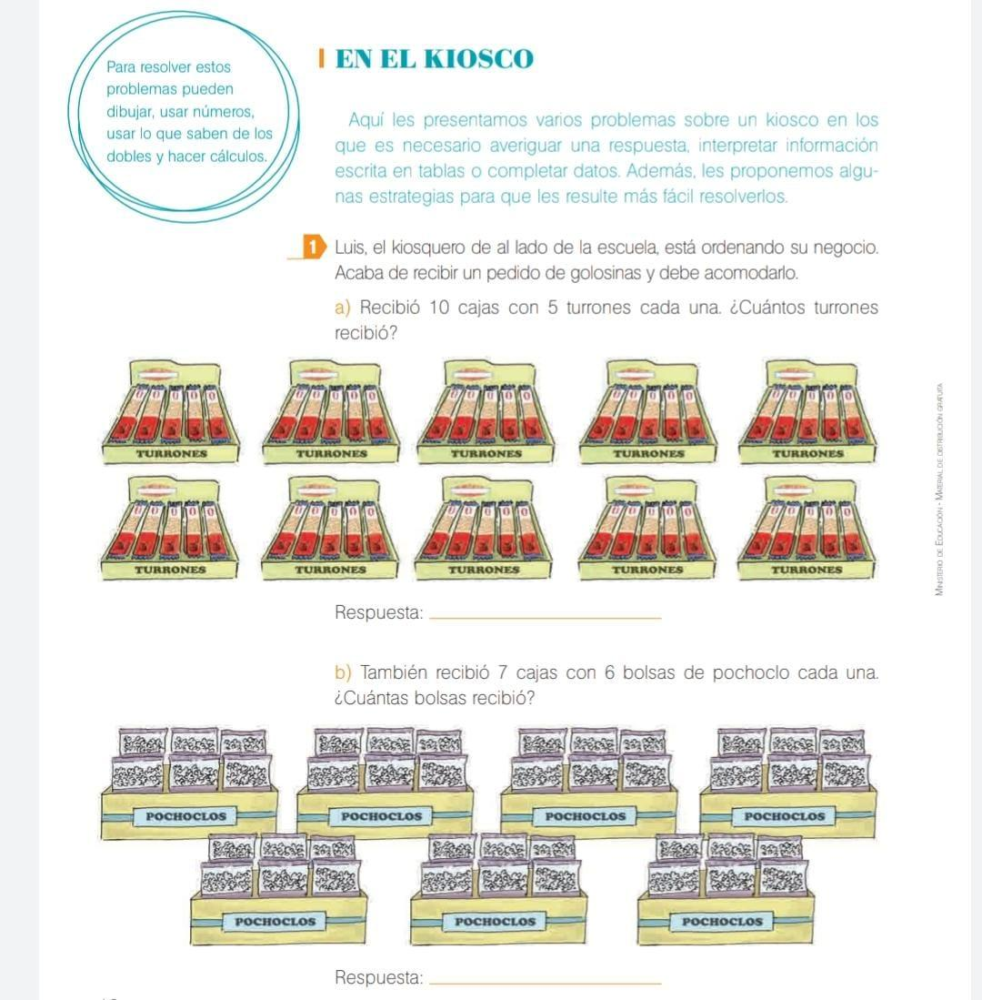 Para resolver estos
problemas pueden
dibujar, usar números,
usar lo que saben de los
dobles y hacer cálculos.
EN EL KIOSCO
Aquí les presentamos varios problemas sobre un kiosco en los
que es necesario averiguar una respuesta, interpretar información
escrita en tablas o completar datos. Además, les proponemos algu-
nas estrategias para que les resulte más fácil resolverlos.
1 Luis, el kiosquero de al lado de la escuela, está ordenando su negocio.
Acaba de recibir un pedido de golosinas y debe acomodarlo.
a) Recibió 10 cajas con 5 turrones cada una. ¿Cuántos turrones
recibió?
TURRONES TURRONES TURRONES TURRONES TURRONES
TURRONES TURRONES TURRONES TURRONES TURRONES
Respuesta:
b) También recibió 7 cajas con 6 bolsas de pochoclo cada una.
¿Cuántas bolsas recibió?
POCHOCLOS POCHOCLOS POCHOCLOS POCHOCLOS
POCHOCLOS POCHOCLOS POCHOCLOS
Respuesta:
MINISTERIO DE EDUCACIÓN - MATERIAL DE DISTRIBUCIÓN GRATUITA